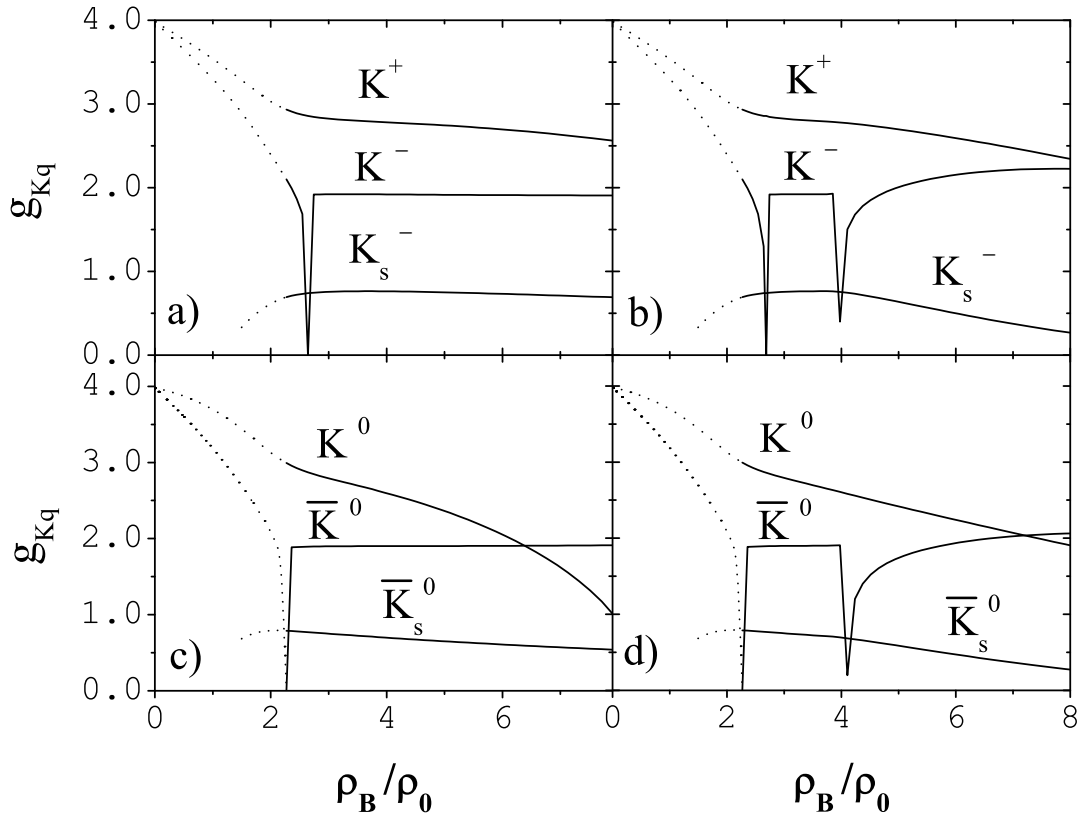 4.0
3.0
2.0
1.0
0.0
g_Kq
K⁺
K⁻
K_s⁻
a)
K⁺
K⁻
K_s⁻
b)
4.0
3.0
2.0
1.0
0.0
g_Kq
K⁰
K̅⁰
K̅_s⁰
c)
K⁰
K̅⁰
K̅_s⁰
d)
0 2 4 6 0 2 4 6 8
ρ_B/ρ_0 ρ_B/ρ_0